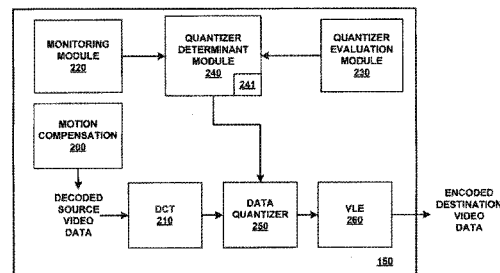 MONITORING
MODULE
220
QUANTIZER
DETERMINANT
MODULE
240
241
QUANTIZER
EVALUATION
MODULE
230
MOTION
COMPENSATION
200
DECODED
SOURCE
VIDEO
DATA
DCT
210
DATA
QUANTIZER
250
VLE
260
ENCODED
DESTINATION
VIDEO
DATA
150